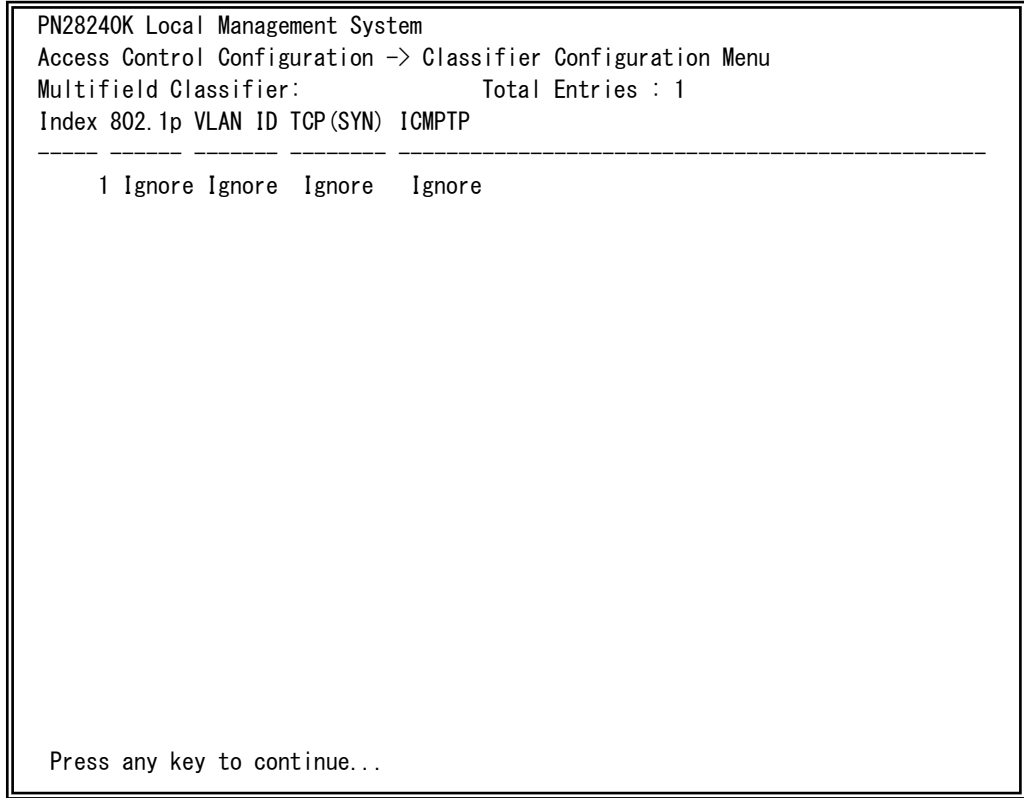 PN28240K Local Management System
Access Control Configuration -> Classifier Configuration Menu
Multifield Classifier:                Total Entries : 1
Index 802.1p VLAN ID TCP(SYN) ICMPTP
----- ------ ------- -------- -------------------------------------------------
1 Ignore Ignore  Ignore   Ignore
Press any key to continue...